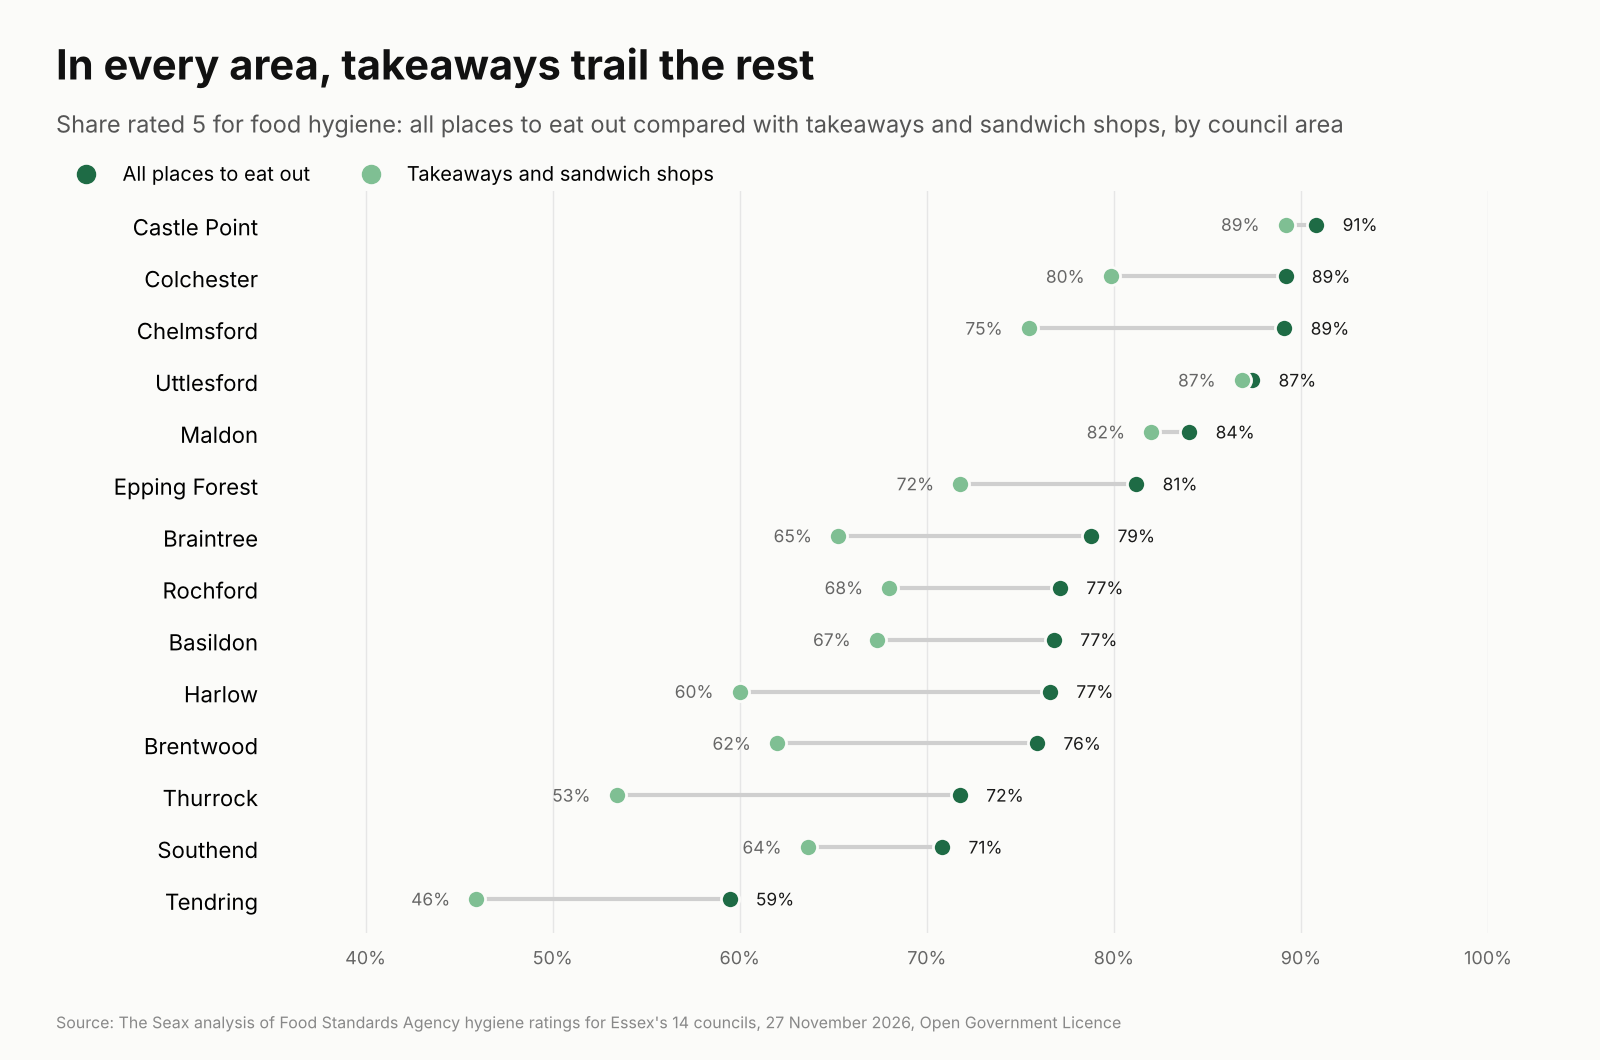 In every area, takeaways trail the rest
Share rated 5 for food hygiene: all places to eat out compared with takeaways and sandwich shops, by council area
All places to eat out
Takeaways and sandwich shops
Castle Point 89% 91%
Colchester 80% 89%
Chelmsford 75% 89%
Uttlesford 87% 87%
Maldon 82% 84%
Epping Forest 72% 81%
Braintree 65% 79%
Rochford 68% 77%
Basildon 67% 77%
Harlow 60% 77%
Brentwood 62% 76%
Thurrock 53% 72%
Southend 64% 71%
Tendring 46% 59%
40% 50% 60% 70% 80% 90% 100%
Source: The Seax analysis of Food Standards Agency hygiene ratings for Essex's 14 councils, 27 November 2026, Open Government Licence